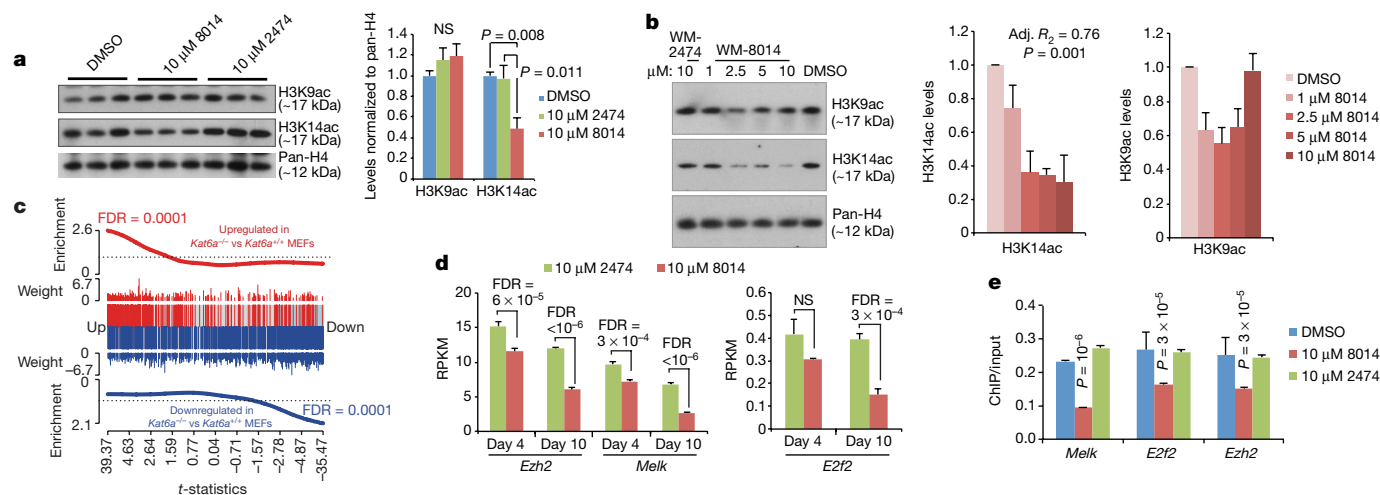 a
DMSO
10 μM 8014
10 μM 2474
H3K9ac
(~17 kDa)
H3K14ac
(~17 kDa)
Pan-H4
(~12 kDa)
Levels normalized to pan-H4
1.4
1.2
1.0
0.8
0.6
0.4
0.2
0
NS
P = 0.008
P = 0.011
DMSO
10 μM 2474
10 μM 8014
H3K9ac
H3K14ac
b
WM-2474
WM-8014
μM: 10 1 2.5 5 10 DMSO
H3K9ac
(~17 kDa)
H3K14ac
(~17 kDa)
Pan-H4
(~12 kDa)
H3K14ac levels
1.2
1.0
0.8
0.6
0.4
0.2
0
Adj. R2 = 0.76
P = 0.001
H3K14ac
H3K9ac levels
1.2
1.0
0.8
0.6
0.4
0.2
0
H3K9ac
DMSO
1 μM 8014
2.5 μM 8014
5 μM 8014
10 μM 8014
c
FDR = 0.0001
Enrichment
2.6
0
Upregulated in
Kat6a–/– vs Kat6a+/+ MEFs
Weight
6.7
0
Up
Down
Weight
0
–6.7
Enrichment
0
2.1
Downregulated in
Kat6a–/– vs Kat6a+/+ MEFs
FDR = 0.0001
39.37
4.63
2.64
1.59
0.77
0.04
–0.71
–1.57
–2.78
–4.87
–35.47
t-statistics
d
10 μM 2474
10 μM 8014
RPKM
20
15
10
5
0
FDR =
6 × 10–5
FDR
<10–6
FDR =
3 × 10–4
FDR
<10–6
Day 4
Day 10
Day 4
Day 10
Ezh2
Melk
RPKM
0.6
0.5
0.4
0.3
0.2
0.1
0
NS
FDR =
3 × 10–4
Day 4
Day 10
E2f2
e
ChIP/input
0.3
0.2
0.1
0.0
P = 10–6
P = 3 × 10–5
P = 3 × 10–5
Melk
E2f2
Ezh2
DMSO
10 μM 8014
10 μM 2474